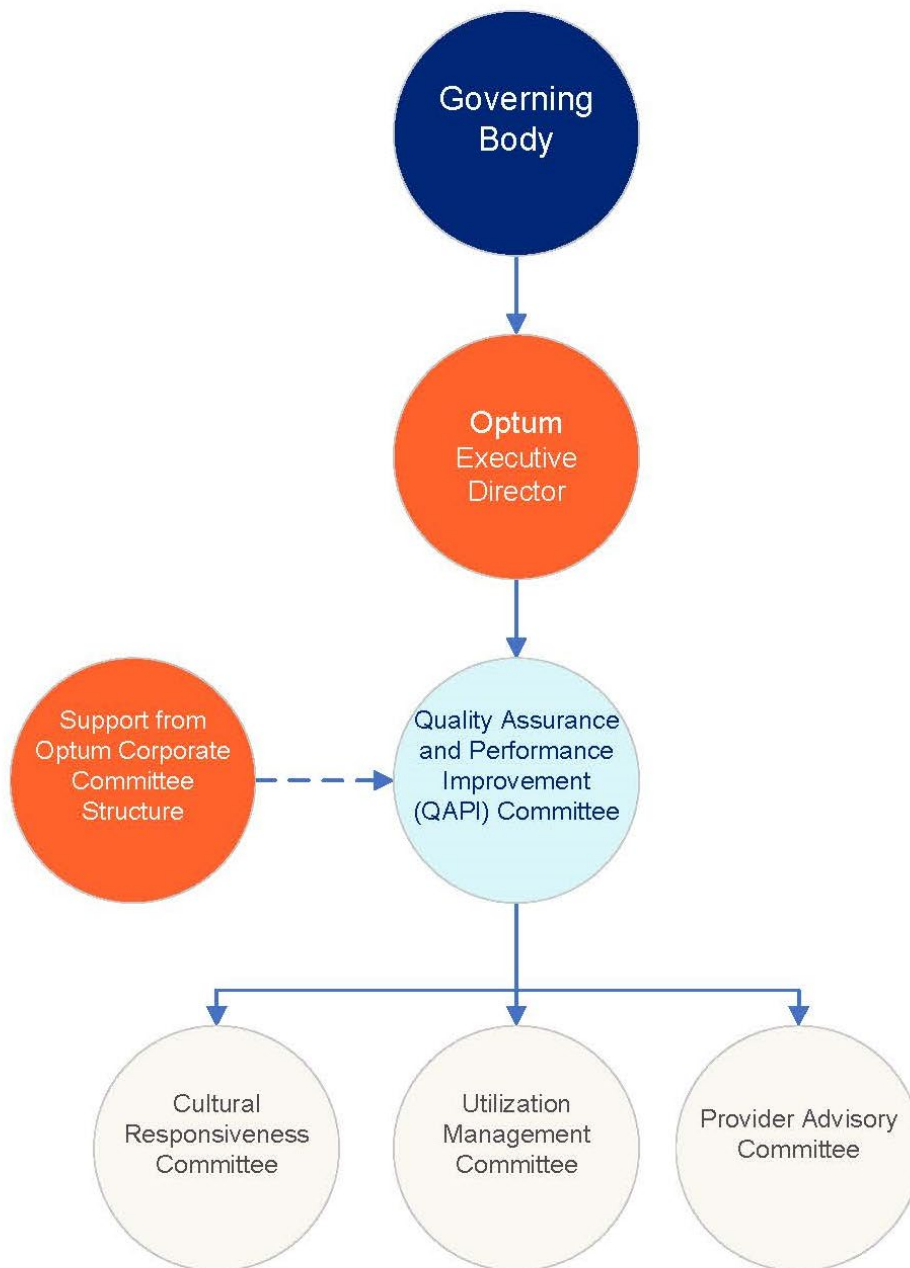 Governing
Body
Optum
Executive
Director
Support from
Optum Corporate
Committee
Structure
Quality Assurance
and Performance
Improvement
(QAPI) Committee
Cultural
Responsiveness
Committee
Utilization
Management
Committee
Provider Advisory
Committee